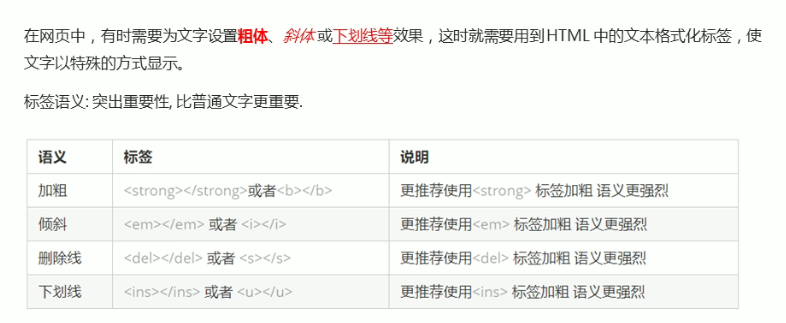 在网页中，有时需要为文字设置粗体、斜体或下划线等效果，这时就需要用到HTML 中的文本格式化标签，使
文字以特殊的方式显示。
标签语义: 突出重要性, 比普通文字更重要.
语义 标签 说明
加粗 <strong></strong>或者<b></b> 更推荐使用<strong> 标签加粗 语义更强烈
倾斜 <em></em> 或者 <i></i> 更推荐使用<em> 标签加粗 语义更强烈
删除线 <del></del> 或者 <s></s> 更推荐使用<del> 标签加粗 语义更强烈
下划线 <ins></ins> 或者 <u></u> 更推荐使用<ins> 标签加粗 语义更强烈